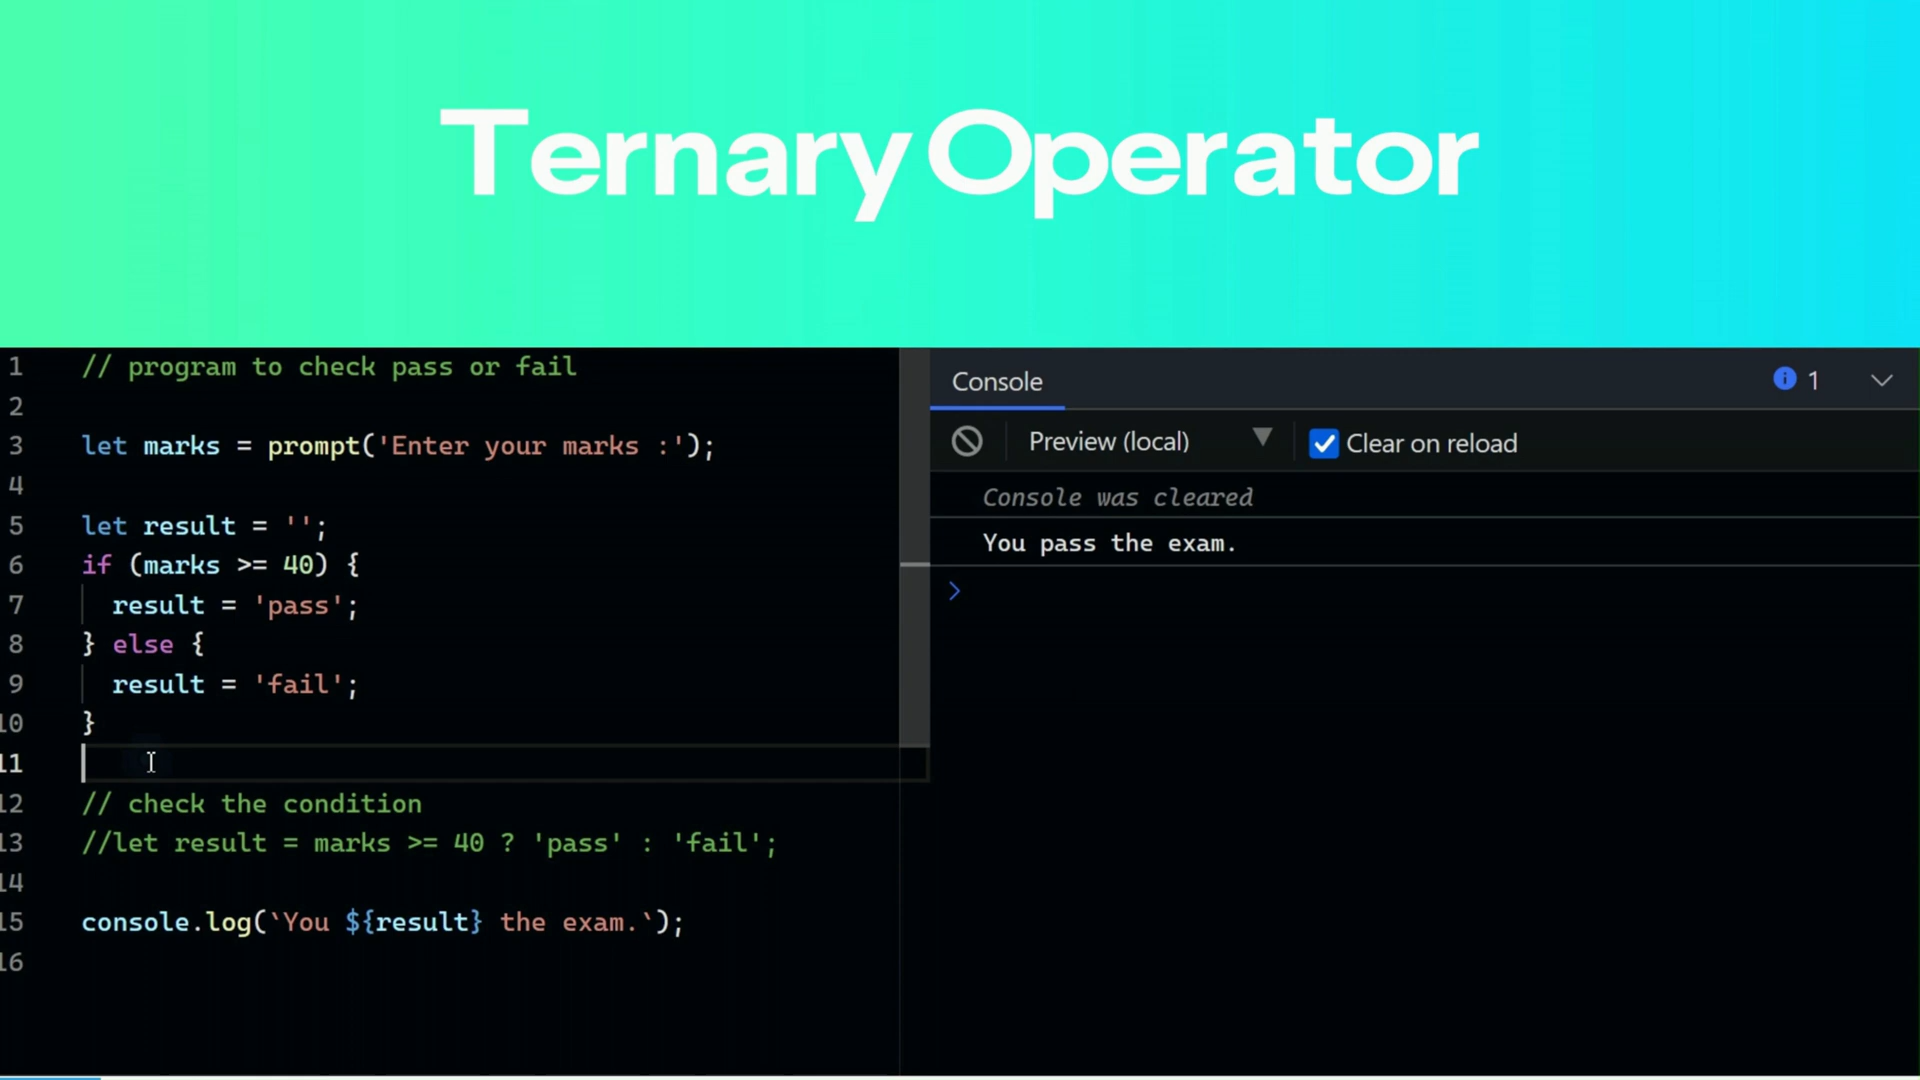 Ternary Operator
1 // program to check pass or fail
2
3 let marks = prompt('Enter your marks :');
4
5 let result = '';
6 if (marks >= 40) {
7 result = 'pass';
8 } else {
9 result = 'fail';
10 }
11
12 // check the condition
13 //let result = marks >= 40 ? 'pass' : 'fail';
14
15 console.log(`You ${result} the exam.`);
16
Console
1
Preview (local)
Clear on reload
Console was cleared
You pass the exam.
>